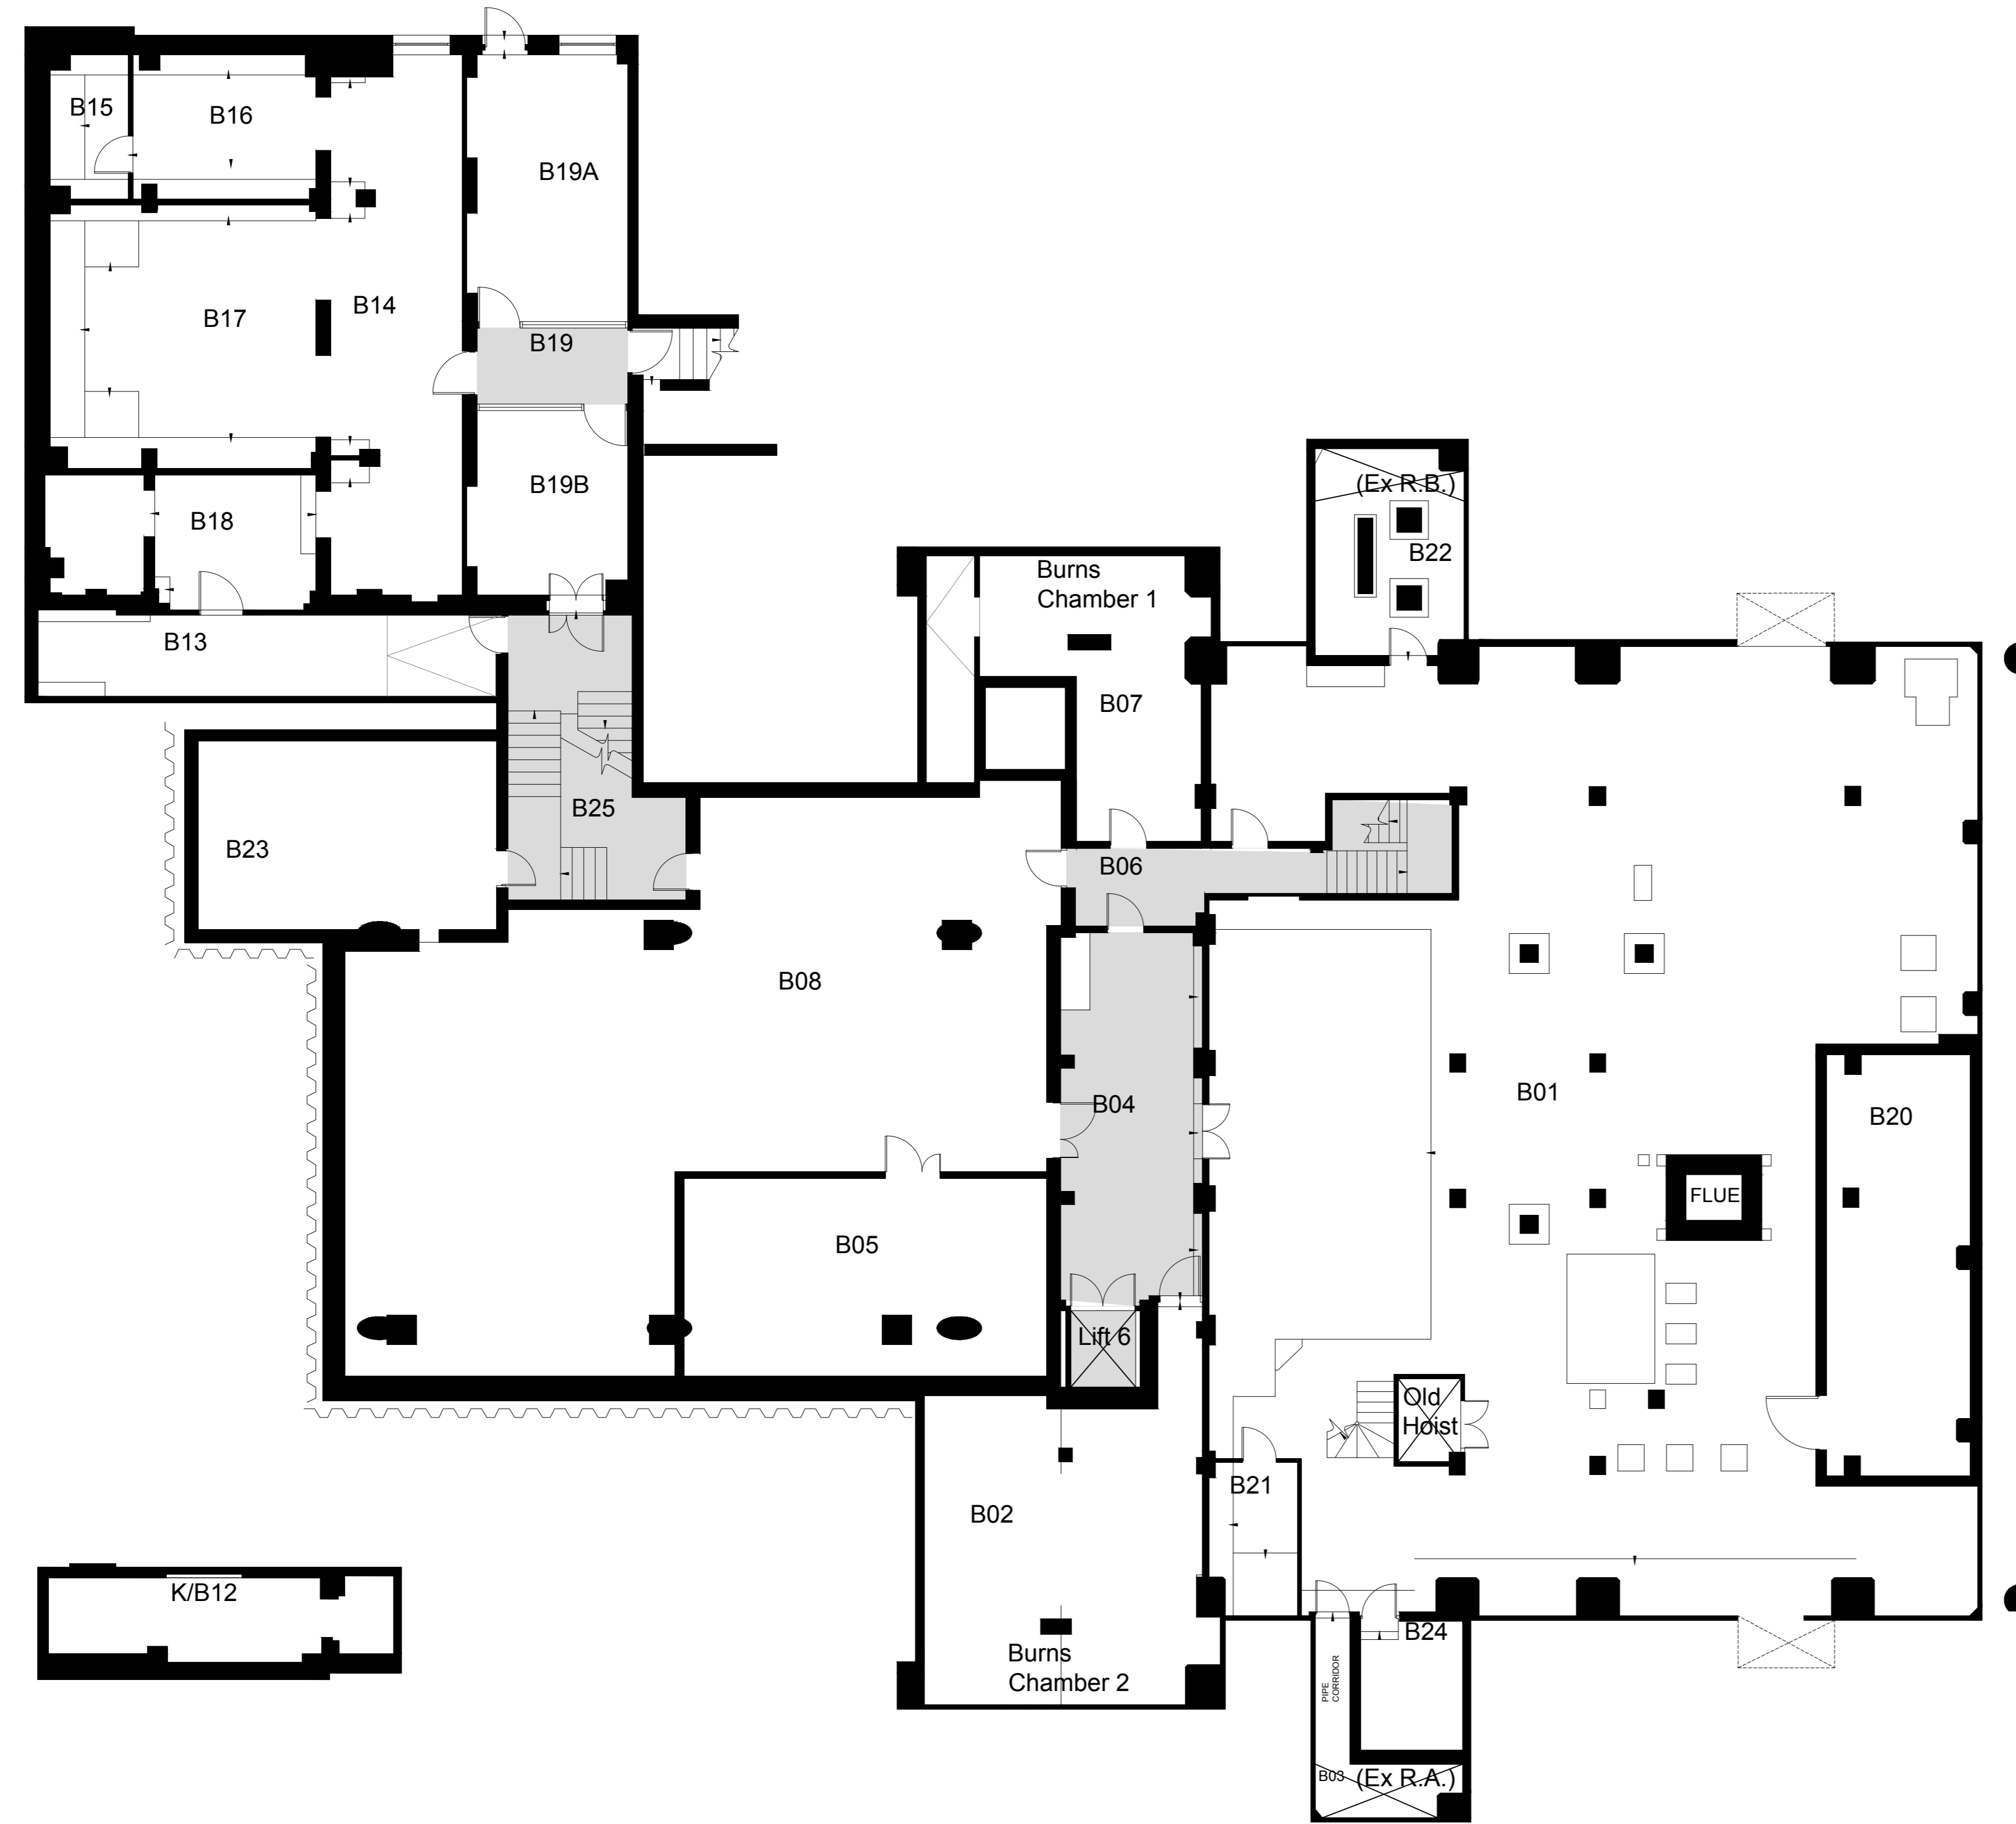 B15
B16
B19A
B17
B14
B19
B19B
(Ex R.B.)
B18
B22
Burns
Chamber 1
B13
B07
B25
B23
B06
B08
B01
B04
B20
FLUE
B05
Lift 6
Old
Hoist
B21
B02
K/B12
B24
Burns
Chamber 2
PIPE
CORRIDOR
B03
(Ex R.A.)